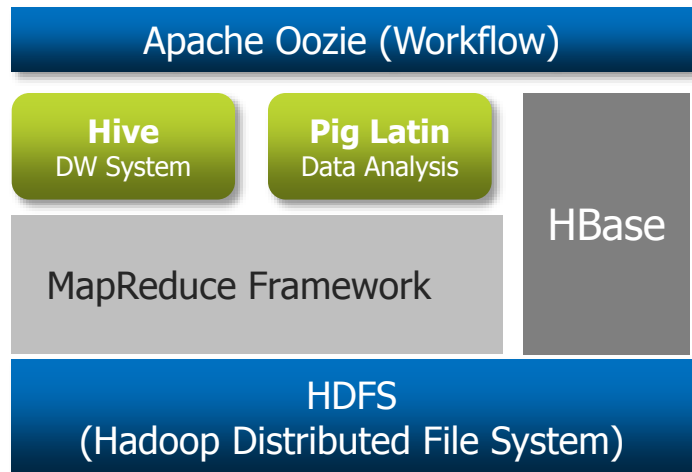 Apache Oozie (Workflow)
Hive
DW System
Pig Latin
Data Analysis
HBase
MapReduce Framework
HDFS
(Hadoop Distributed File System)